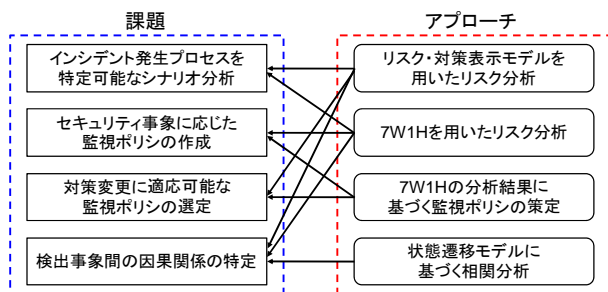 課題
インシデント発生プロセスを
特定可能なシナリオ分析
セキュリティ事象に応じた
監視ポリシの作成
対策変更に適応可能な
監視ポリシの選定
検出事象間の因果関係の特定
アプローチ
リスク・対策表示モデルを
用いたリスク分析
7W1Hを用いたリスク分析
7W1Hの分析結果に
基づく監視ポリシの策定
状態遷移モデルに
基づく相関分析